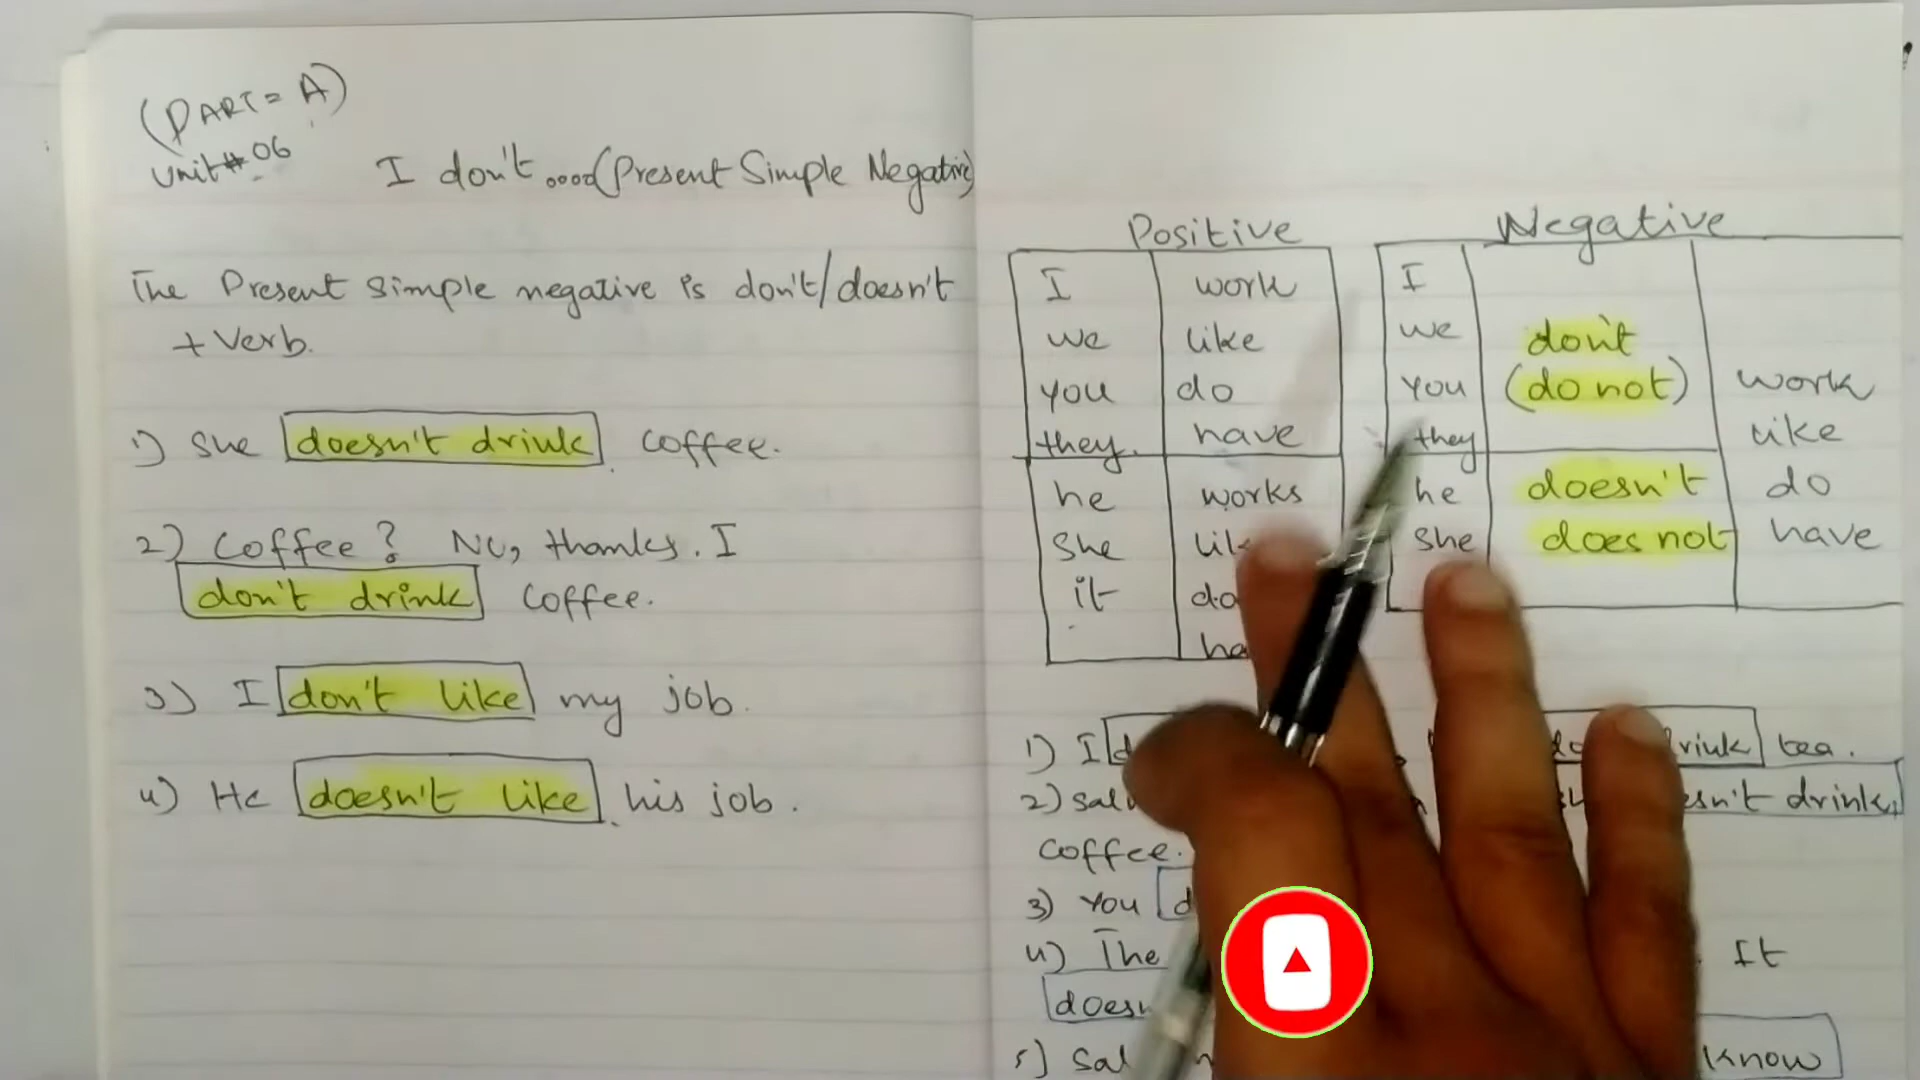 (PART = A)
Unit # 06
I don't ....(Present Simple Negative)
The Present simple negative is don't/doesn't
+ Verb.
1) She doesn't drink coffee.
2) Coffee? No, thanks. I
don't drink coffee.
3) I don't like my job.
4) He doesn't like his job.
Positive
I work
we like
you do
they. have
he works
She
it
Negative
I
we don't
you (do not) work
they like
he doesn't do
She does not have
1) I drink tea.
2) doesn't drink
coffee.
3) You
4) The It
5) know